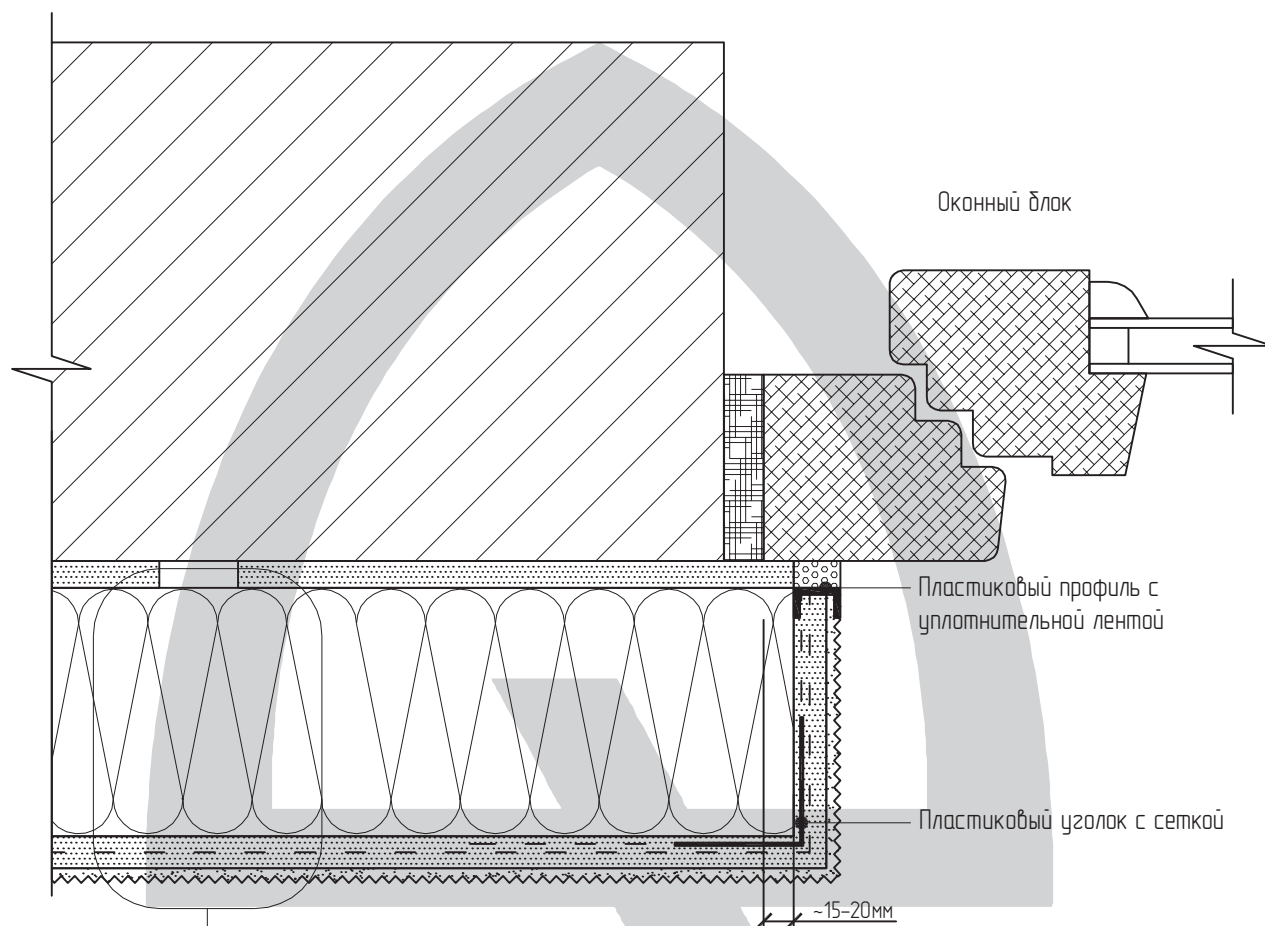 Оконный блок
Пластиковый профиль с
уплотнительной лентой
Пластиковый уголок с сеткой
~15-20мм